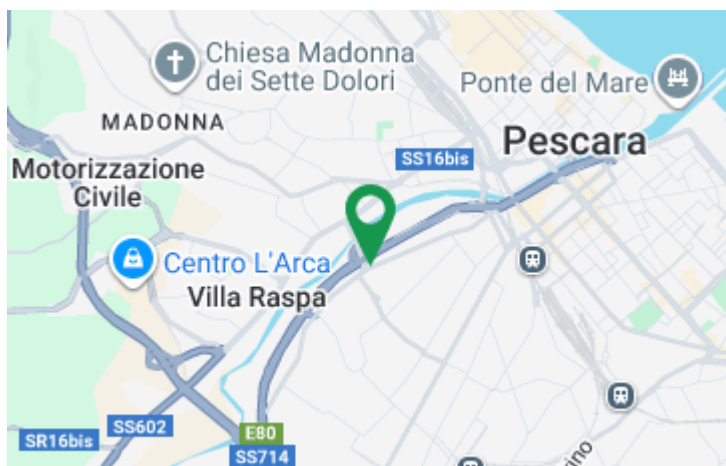 Chiesa Madonna
dei Sette Dolori
Ponte del Mare
MADONNA
Pescara
SS16bis
Motorizzazione
Civile
Centro L'Arca
Villa Raspa
SS602
E80
SR16bis
SS714
ino